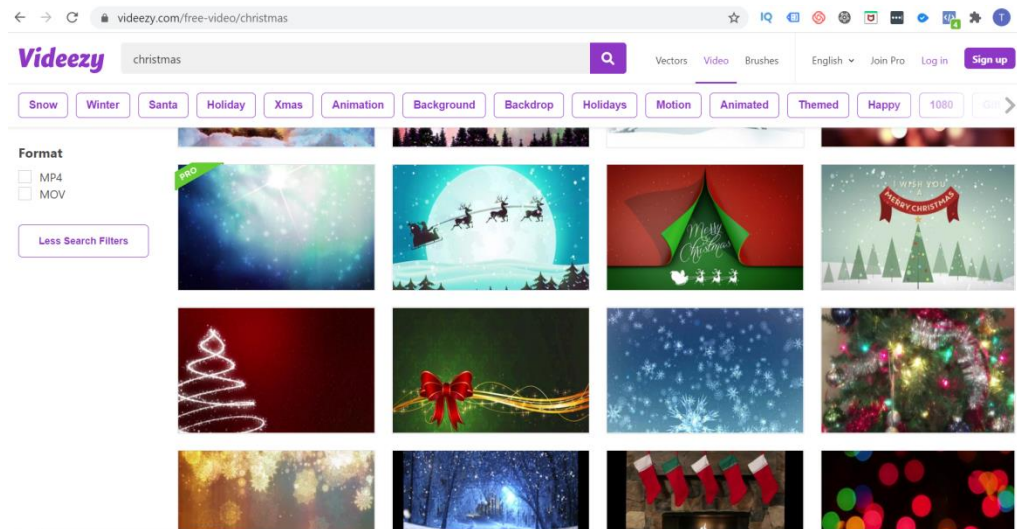 videezy.com/free-video/christmas
IQ
4
T
Videezy
christmas
Vectors
Video
Brushes
English
Join Pro
Log in
Sign up
Snow
Winter
Santa
Holiday
Xmas
Animation
Background
Backdrop
Holidays
Motion
Animated
Themed
Happy
1080
Format
MP4
MOV
Less Search Filters
PRO
Merry
Christmas
I WISH YOU
A
MERRY CHRISTMAS